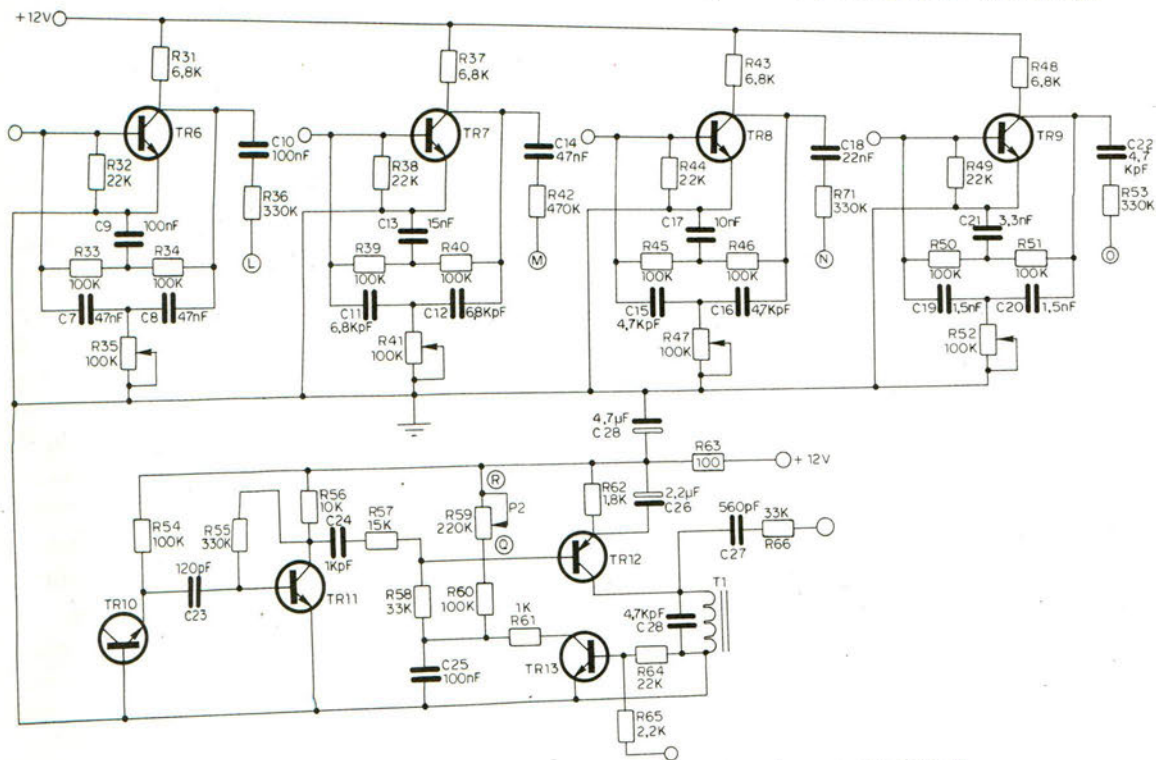 +12V
R31
6,8K
TR6
R32
22K
C9
100nF
R33
100K
R34
100K
C7
47nF
C8
47nF
R35
100K
C10
100nF
R36
330K
L
R37
6,8K
TR7
R38
22K
C13
15nF
R39
100K
R40
100K
C11
6,8KpF
C12
6,8KpF
R41
100K
C14
47nF
R42
470K
M
R43
6,8K
TR8
R44
22K
C17
10nF
R45
100K
R46
100K
C15
4,7KpF
C16
4,7KpF
R47
100K
C18
22nF
R71
330K
N
R48
6,8K
TR9
R49
22K
C21
3,3nF
R50
100K
R51
100K
C19
1,5nF
C20
1,5nF
R52
100K
C22
4,7
KpF
R53
330K
O
4,7µF
C28
R63
100
+12V
R54
100K
R55
330K
120pF
C23
TR10
R56
10K
TR11
C24
1KpF
R57
15K
R
R59
220K
P2
Q
R58
33K
R60
100K
C25
100nF
1K
R61
R62
1,8K
2,2µF
C26
TR12
TR13
560pF
C27
33K
R66
4,7KpF
C28
T1
R64
22K
R65
2,2K